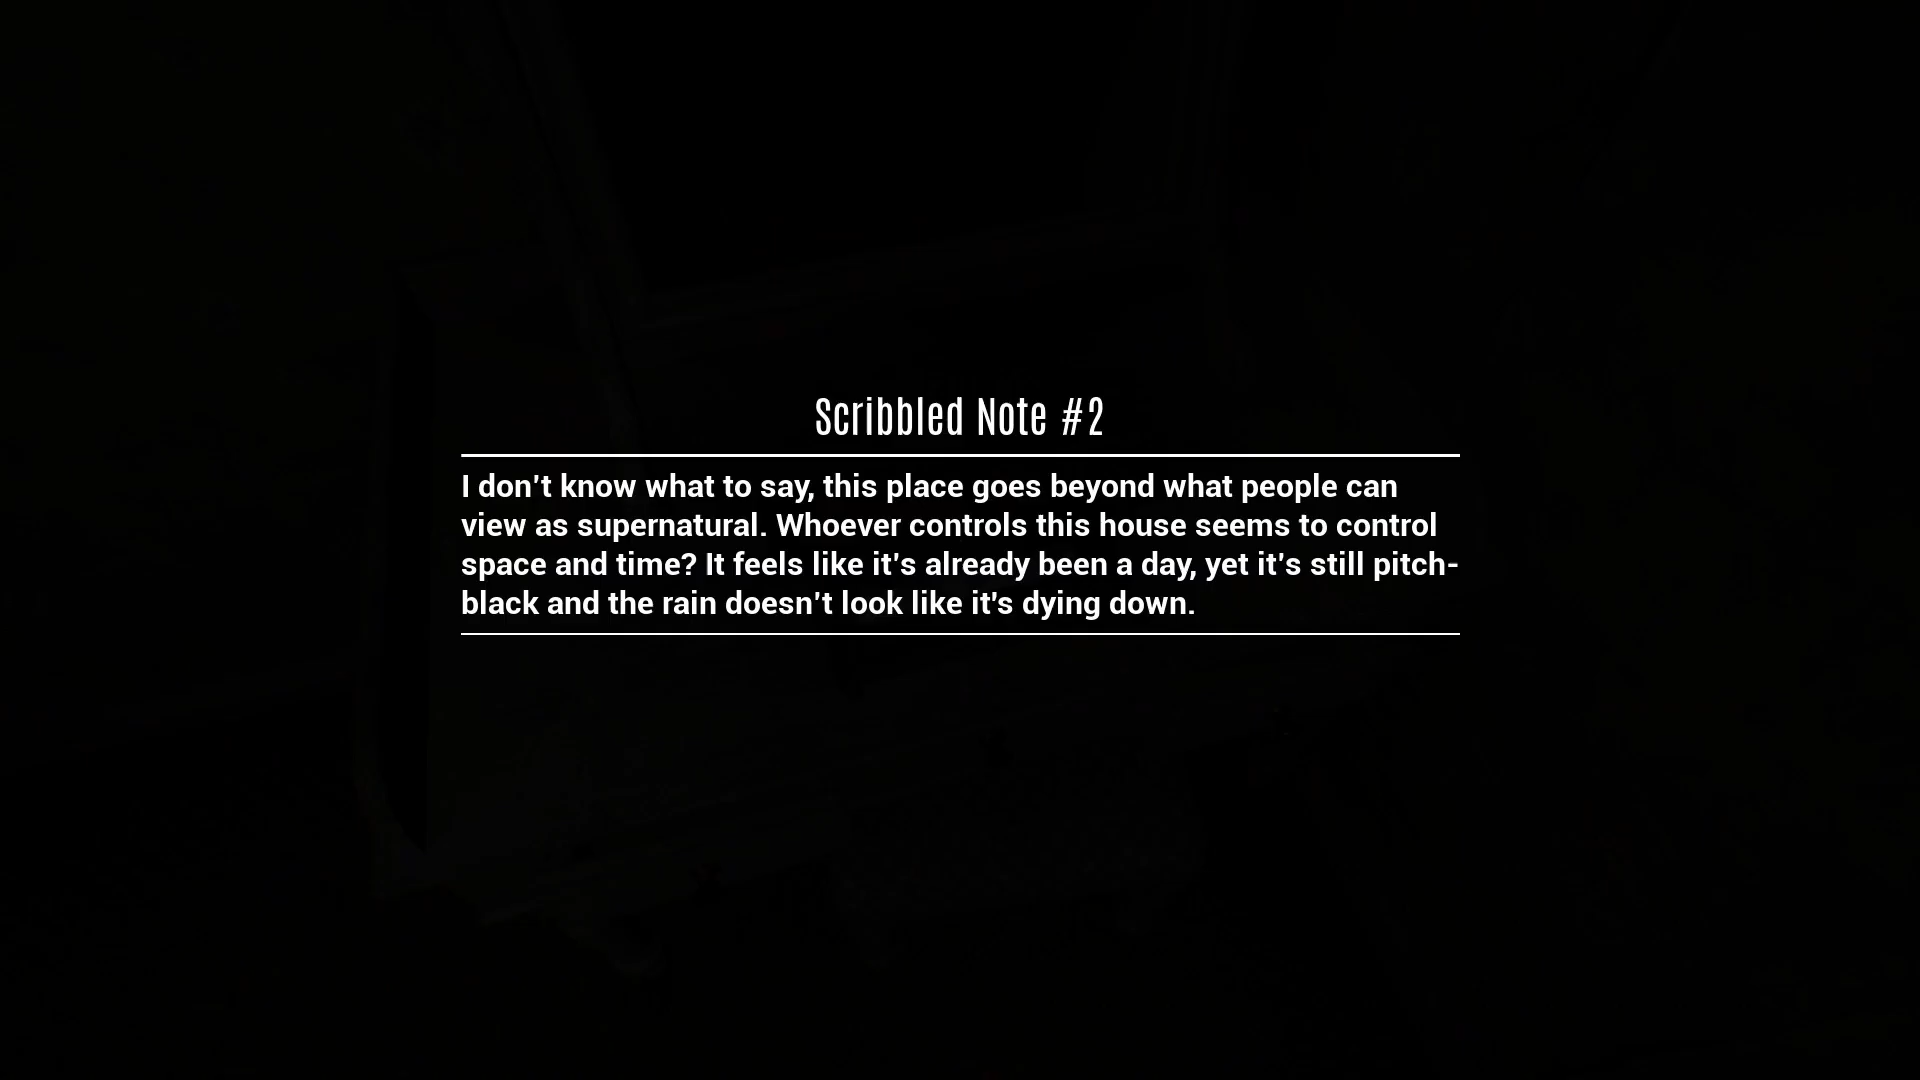 Scribbled Note #2
I don't know what to say, this place goes beyond what people can
view as supernatural. Whoever controls this house seems to control
space and time? It feels like it's already been a day, yet it's still pitch-
black and the rain doesn't look like it's dying down.